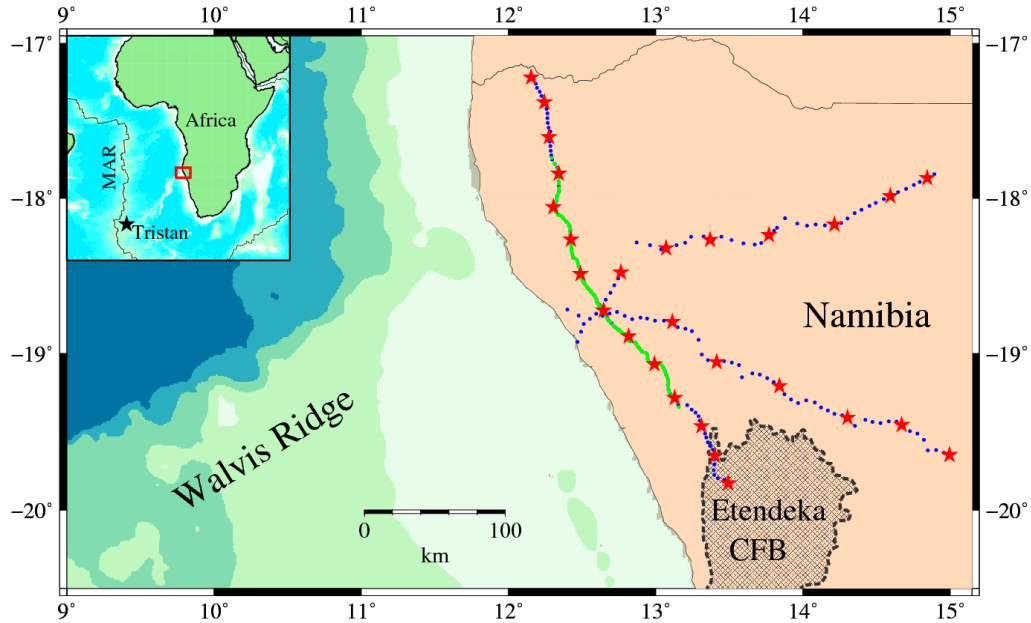 9˚ 10˚ 11˚ 12˚ 13˚ 14˚ 15˚
−17˚ −17˚
Africa
MAR
Tristan
−18˚ −18˚
Namibia
−19˚ −19˚
Walvis Ridge
−20˚ −20˚
Etendeka
CFB
0 100
km
9˚ 10˚ 11˚ 12˚ 13˚ 14˚ 15˚